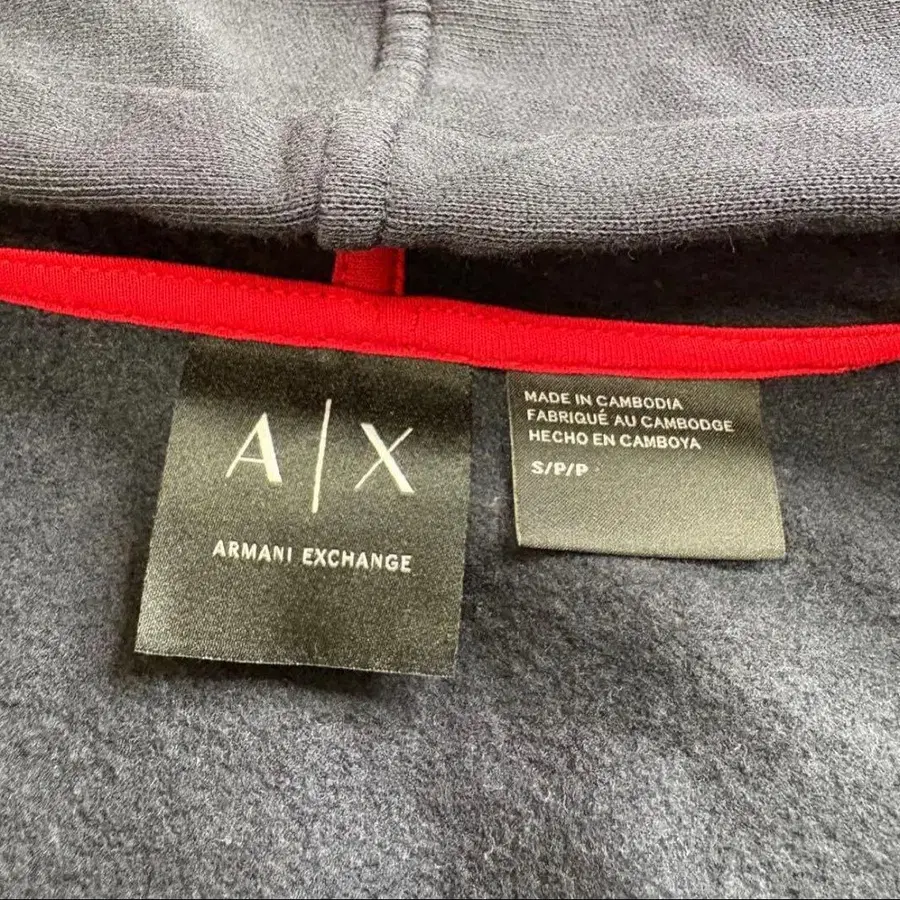 A|X
ARMANI EXCHANGE
MADE IN CAMBODIA
FABRIQUÉ AU CAMBODGE
HECHO EN CAMBOYA
S/P/P